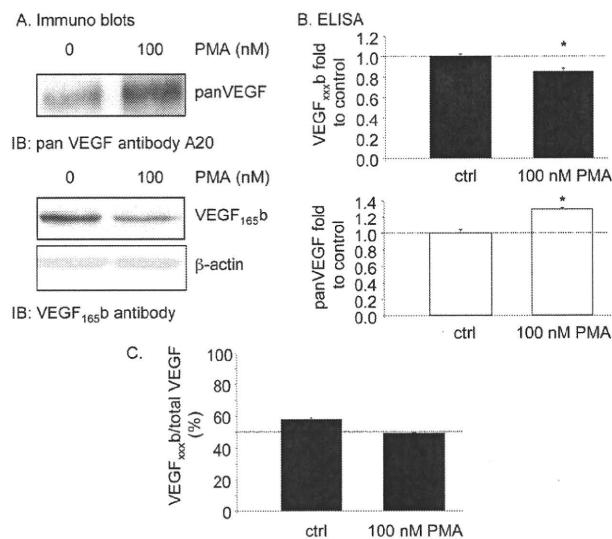 A. Immuno blots
0 100 PMA (nM)
panVEGF
IB: pan VEGF antibody A20
0 100 PMA (nM)
VEGF165b
β-actin
IB: VEGF165b antibody
B. ELISA
VEGFxxxb fold
to control
1.4
1.2
1.0
0.8
0.6
0.4
0.2
0.0
*
ctrl 100 nM PMA
panVEGF fold
to control
1.4
1.2
1.0
0.8
0.6
0.4
0.2
0.0
*
ctrl 100 nM PMA
C.
VEGFxxxb/total VEGF
(%)
100
80
60
40
20
0
ctrl 100 nM PMA